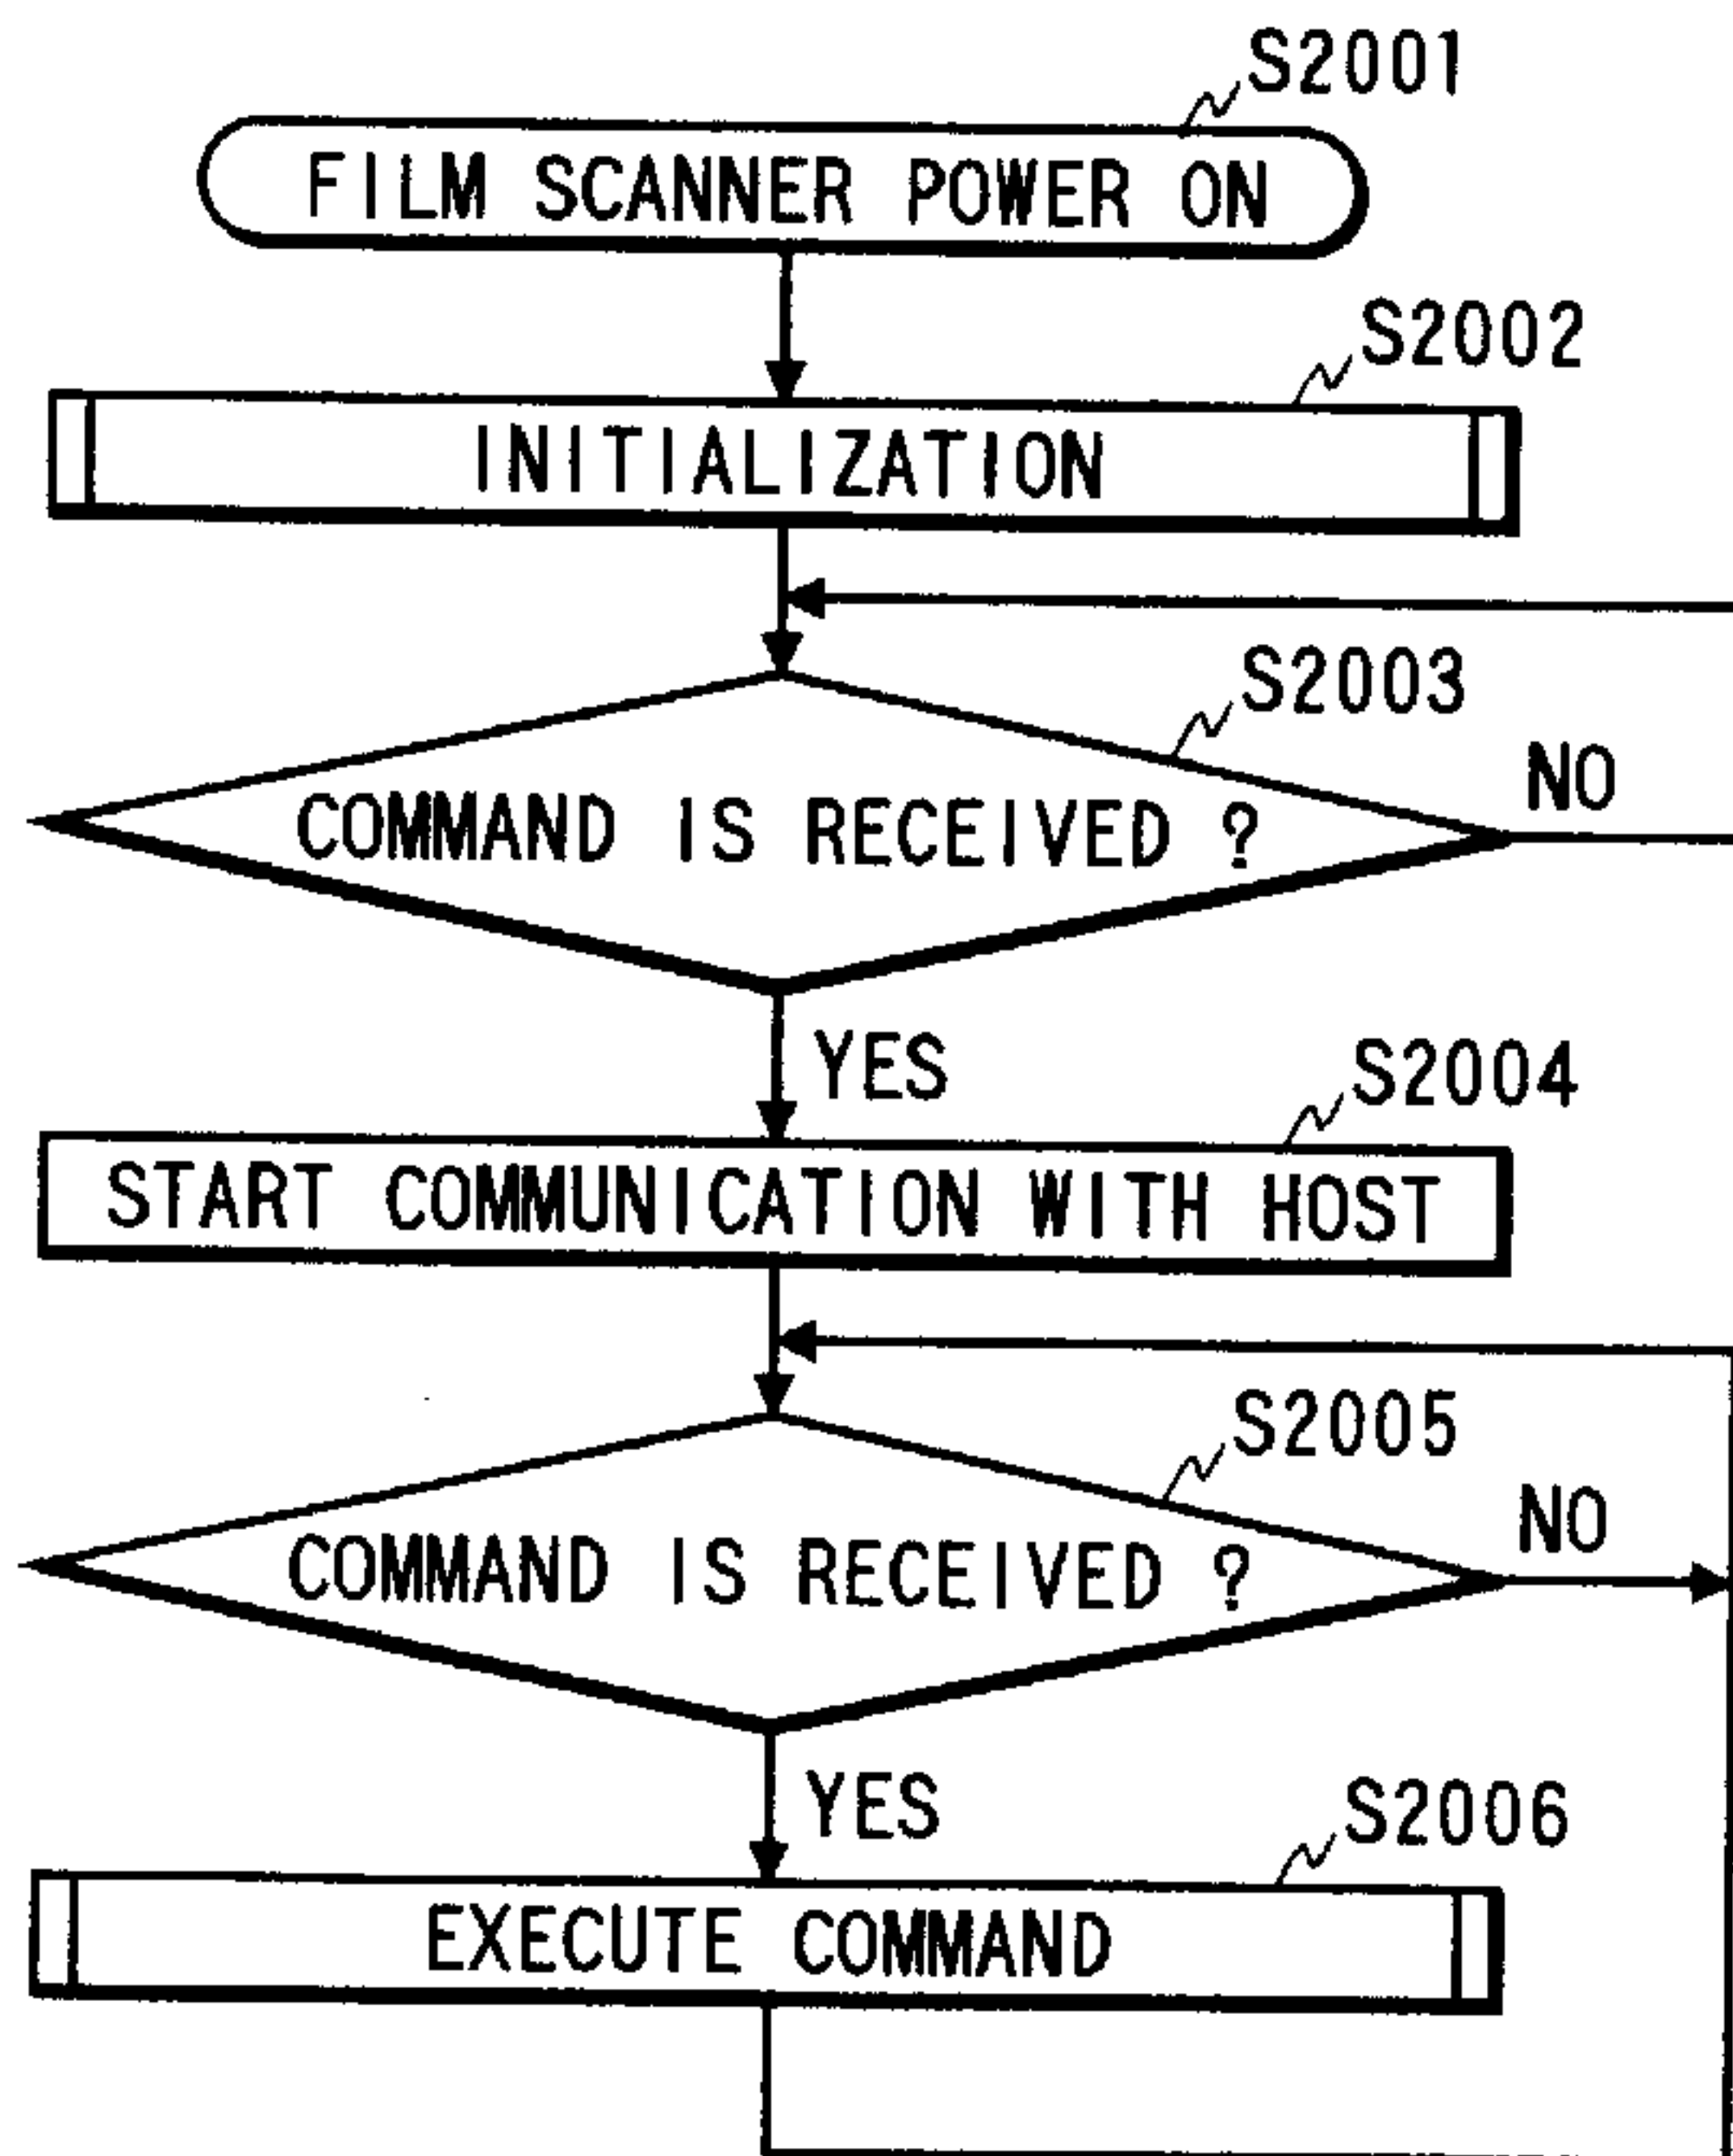 S2001
FILM SCANNER POWER ON
S2002
INITIALIZATION
S2003
COMMAND IS RECEIVED ?
NO
YES
S2004
START COMMUNICATION WITH HOST
S2005
COMMAND IS RECEIVED ?
NO
YES
S2006
EXECUTE COMMAND